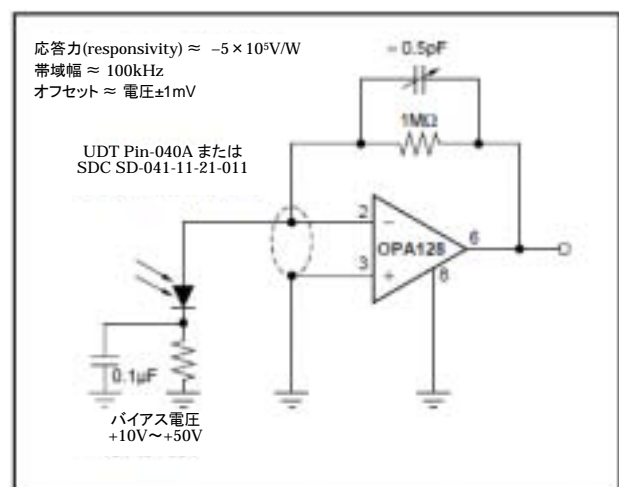 応答力(responsivity) ≈ –5×10⁵V/W
帯域幅 ≈ 100kHz
オフセット ≈ 電圧±1mV
≈ 0.5pF
1MΩ
UDT Pin-040A または
SDC SD-041-11-21-011
2
−
OPA128
6
3
+
8
0.1μF
バイアス電圧
+10V～+50V